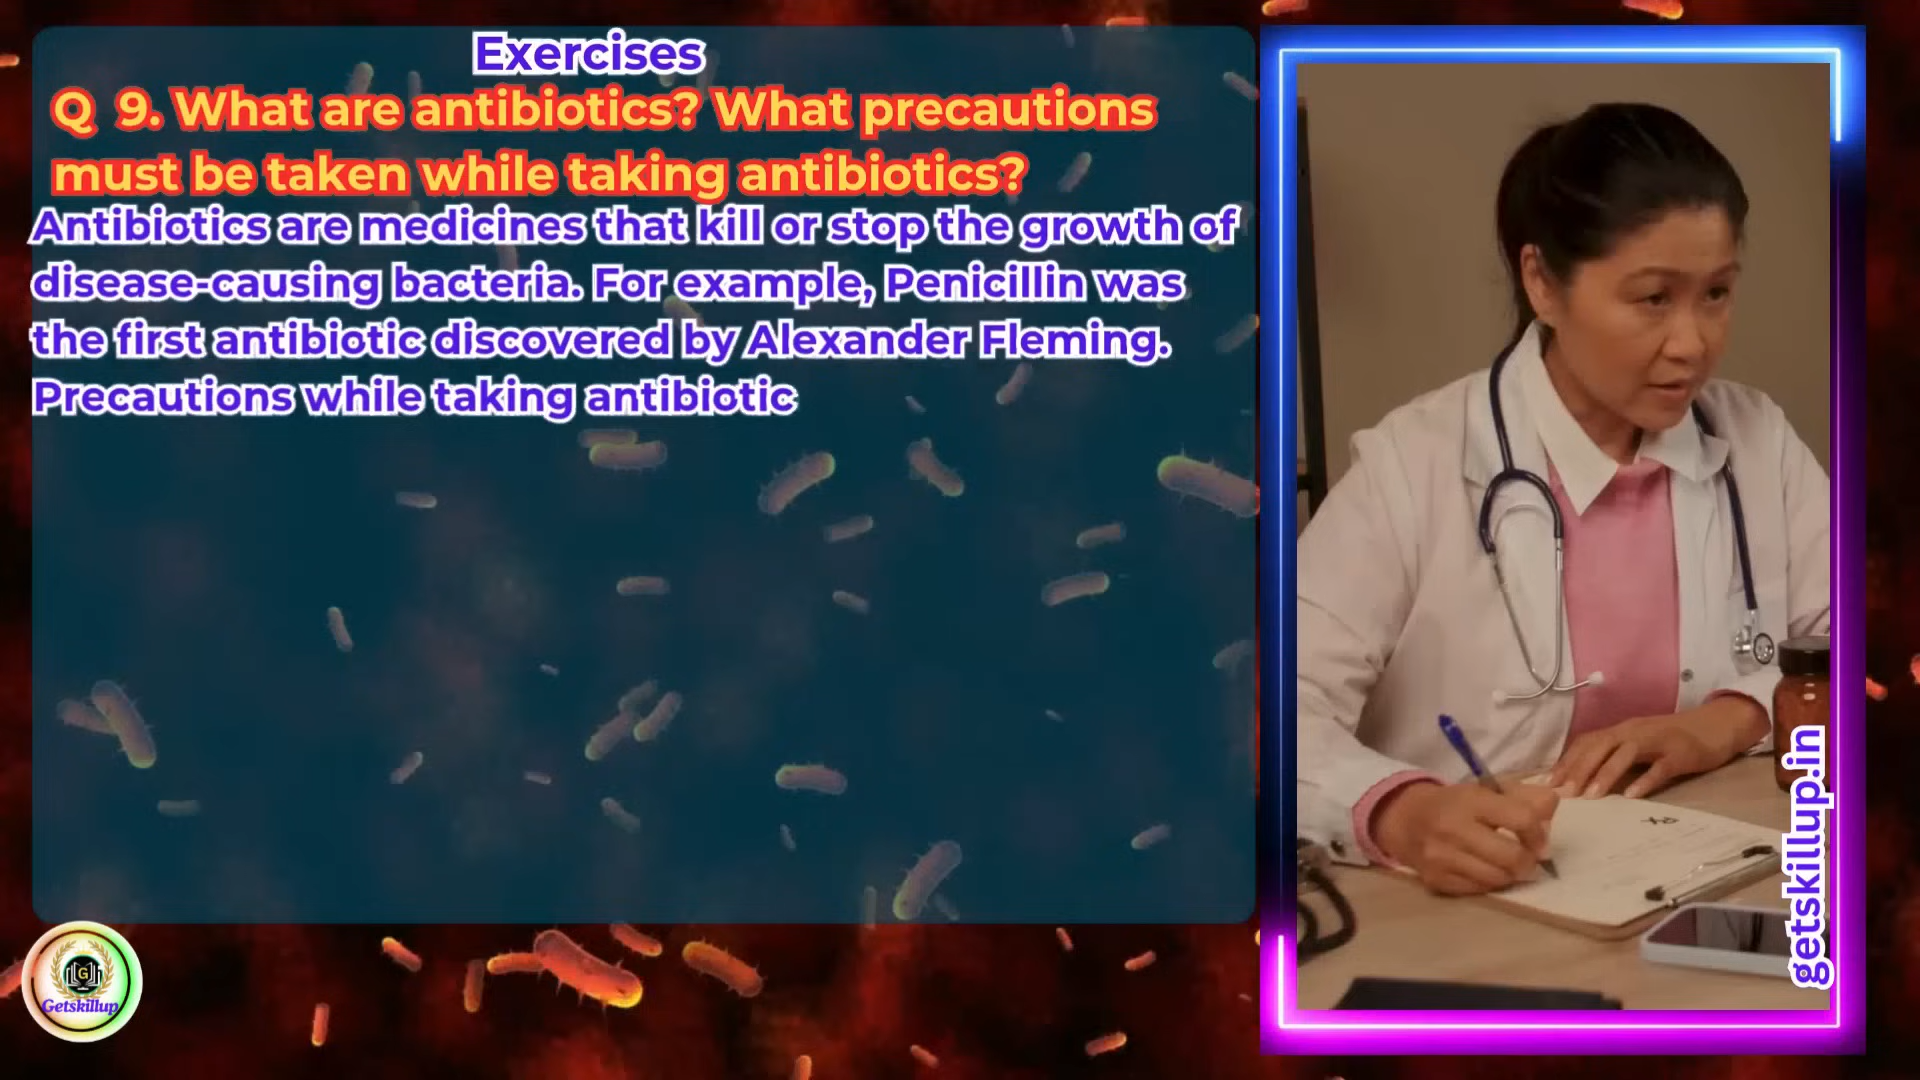 Exercises
Q 9. What are antibiotics? What precautions
must be taken while taking antibiotics?
Antibiotics are medicines that kill or stop the growth of
disease-causing bacteria. For example, Penicillin was
the first antibiotic discovered by Alexander Fleming.
Precautions while taking antibiotic
getskillup.in
G
Getskillup
Rx